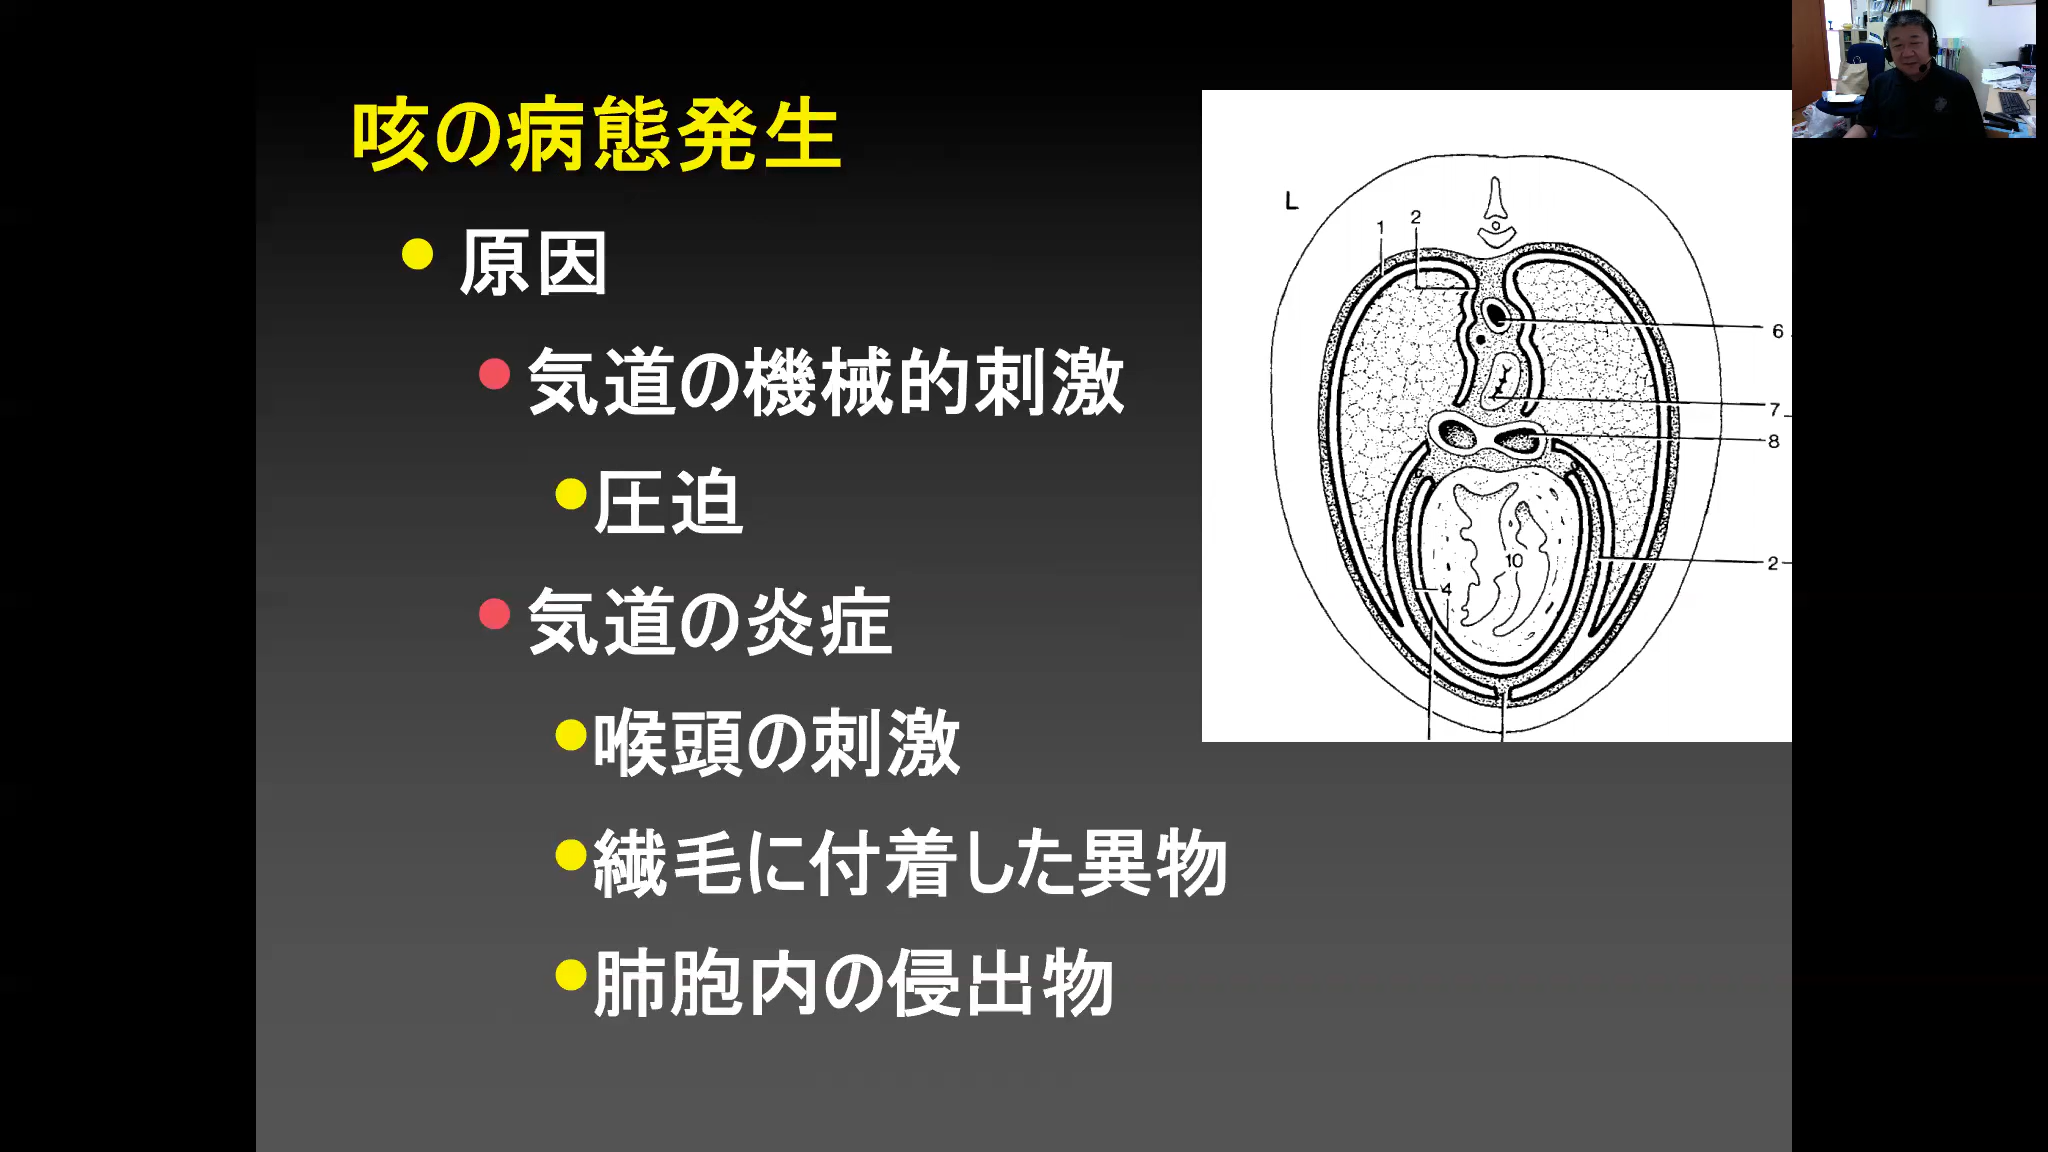 咳の病態発生
原因
気道の機械的刺激
圧迫
気道の炎症
喉頭の刺激
繊毛に付着した異物
肺胞内の侵出物
L
1
2
6
7
8
2
10
4